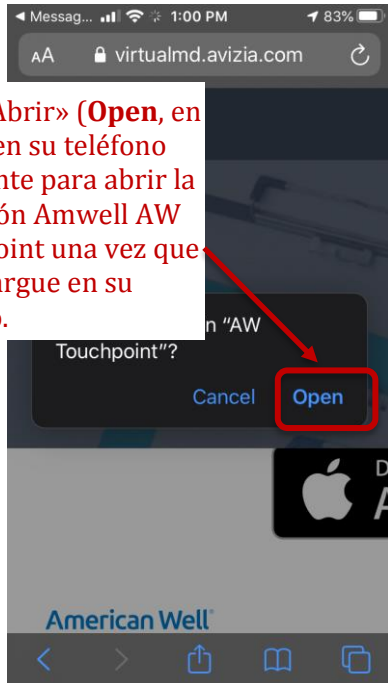 Messag... 1:00 PM 83%
AA virtualmd.avizia.com
Abrir» (Open, en
en su teléfono
nte para abrir la
ón Amwell AW
oint una vez que
argue en su
n "AW
Touchpoint"?
Cancel Open
D
A
American Well